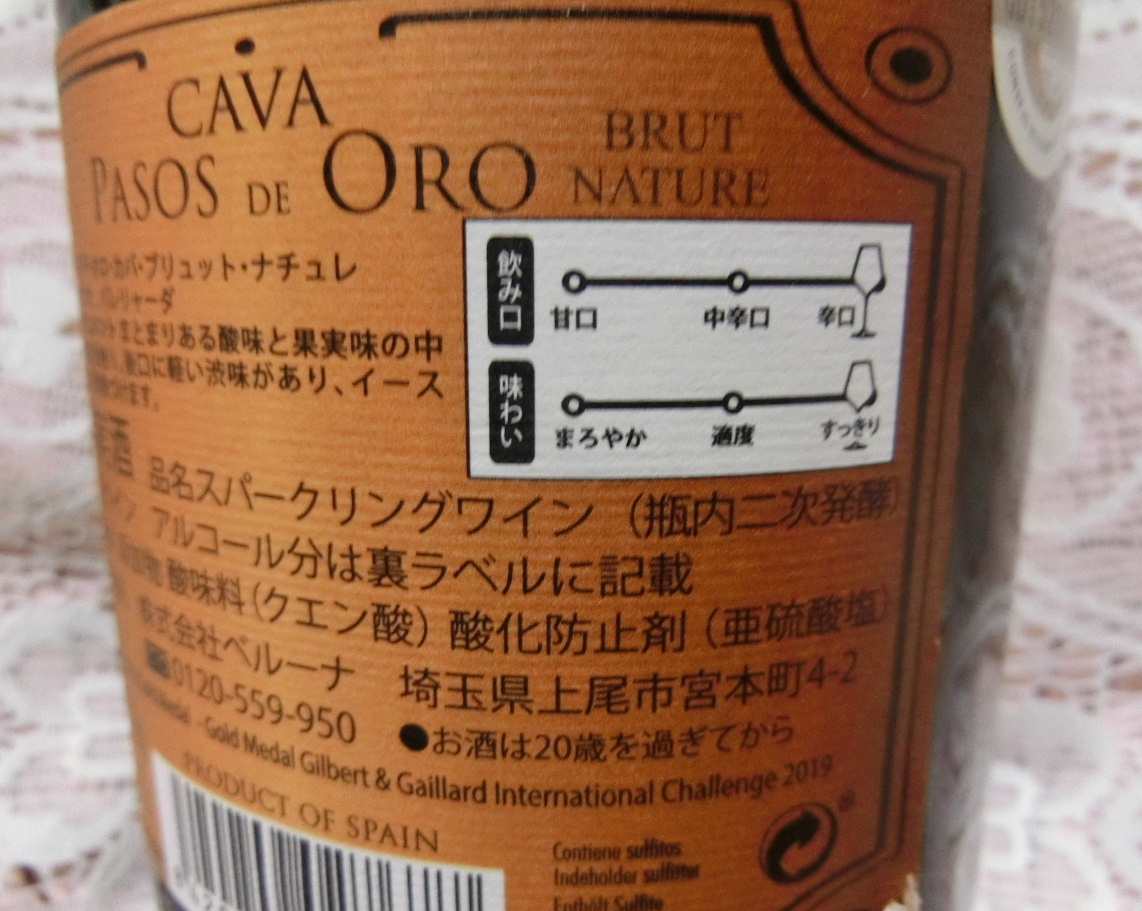 CAVA
PASOS DE ORO
BRUT
NATURE
カバ・ブリュット・ナチュレ
まとまりある酸味と果実味の中
後口に軽い渋味があり、イース
飲み口
甘口 中辛口 辛口
味わい
まろやか 適度 すっきり
品名スパークリングワイン（瓶内二次発酵）
アルコール分は裏ラベルに記載
酸味料（クエン酸）酸化防止剤（亜硫酸塩）
株式会社ベルーナ 埼玉県上尾市宮本町4-2
0120-559-950 ●お酒は20歳を過ぎてから
Gold Medal Gilbert & Gaillard International Challenge 2019
PRODUCT OF SPAIN
Contiene sulfitos
Indeholder sulfitter
Enthölt Sulfite